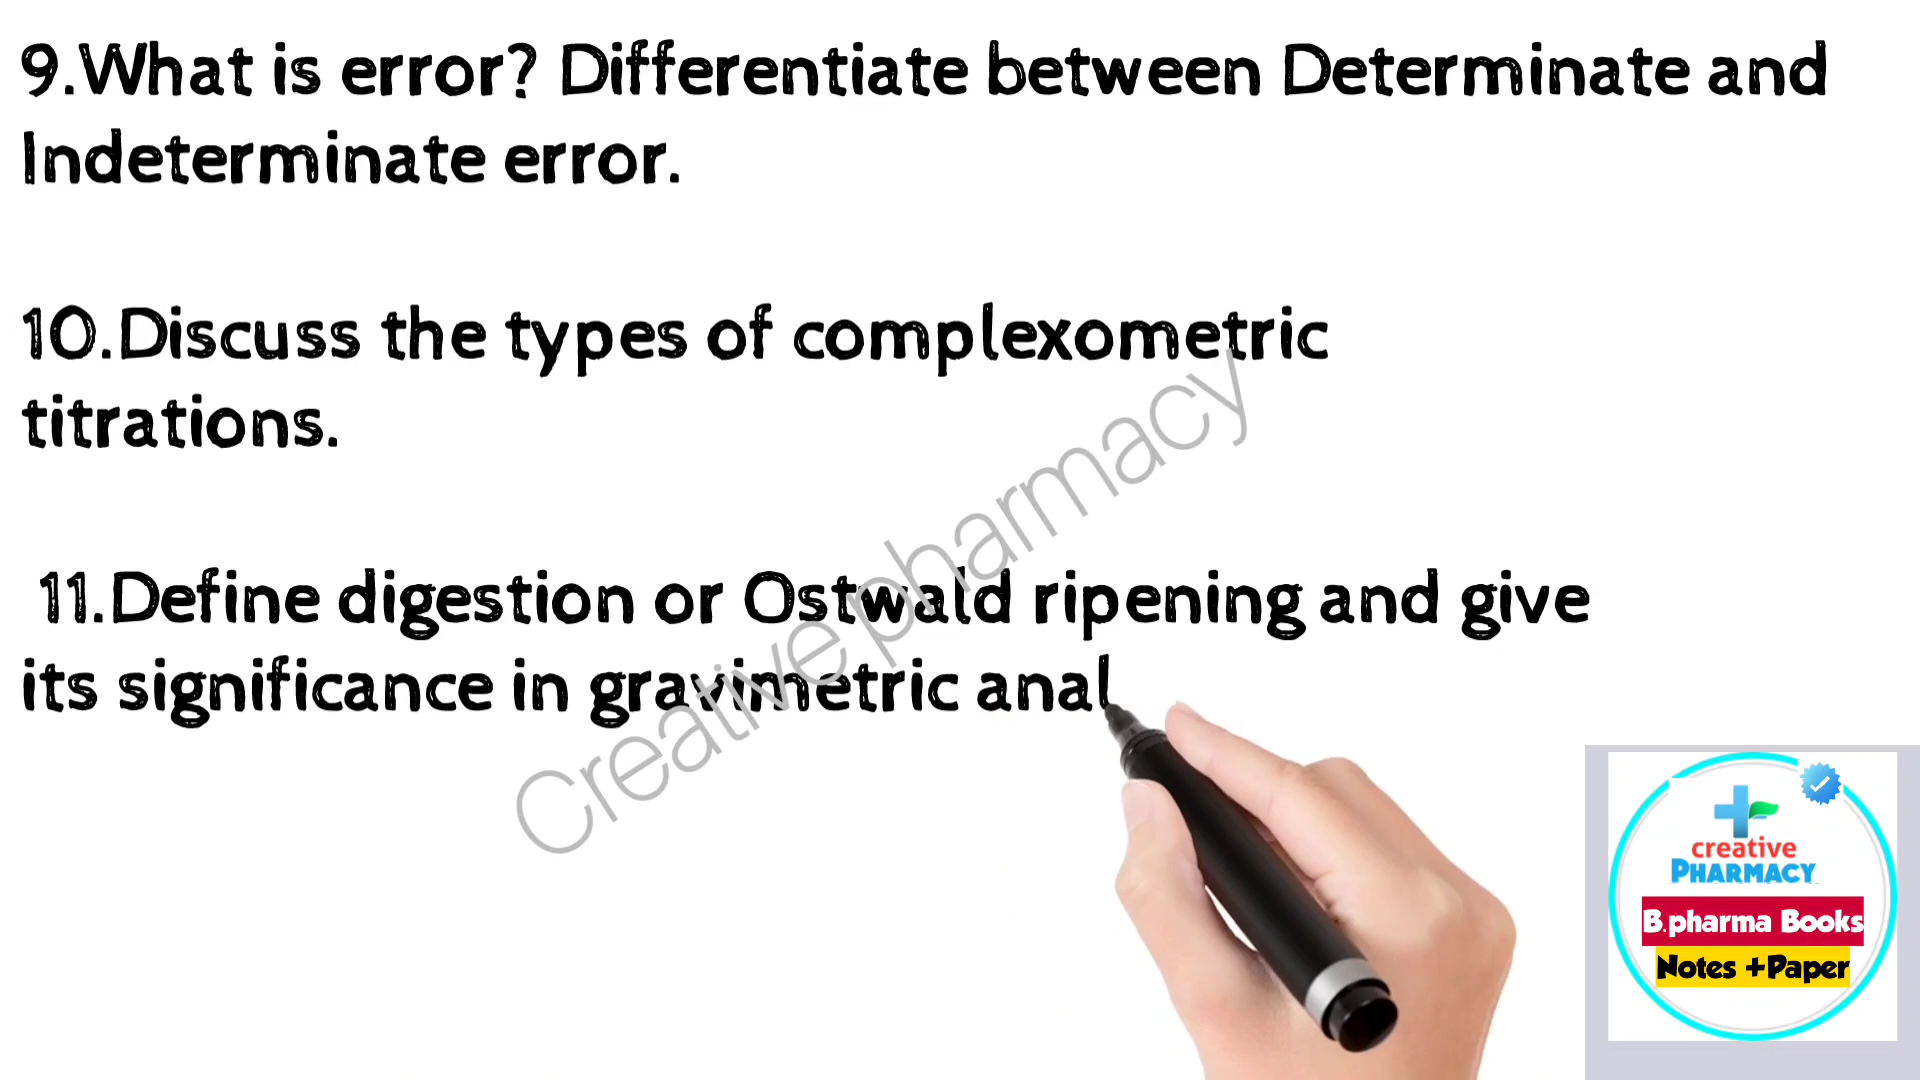 9.What is error? Differentiate between Determinate and
Indeterminate error.
10.Discuss the types of complexometric
titrations.
11.Define digestion or Ostwald ripening and give
its significance in gravimetric anal
Creative pharmacy
creative
PHARMACY
B.pharma Books
Notes +Paper